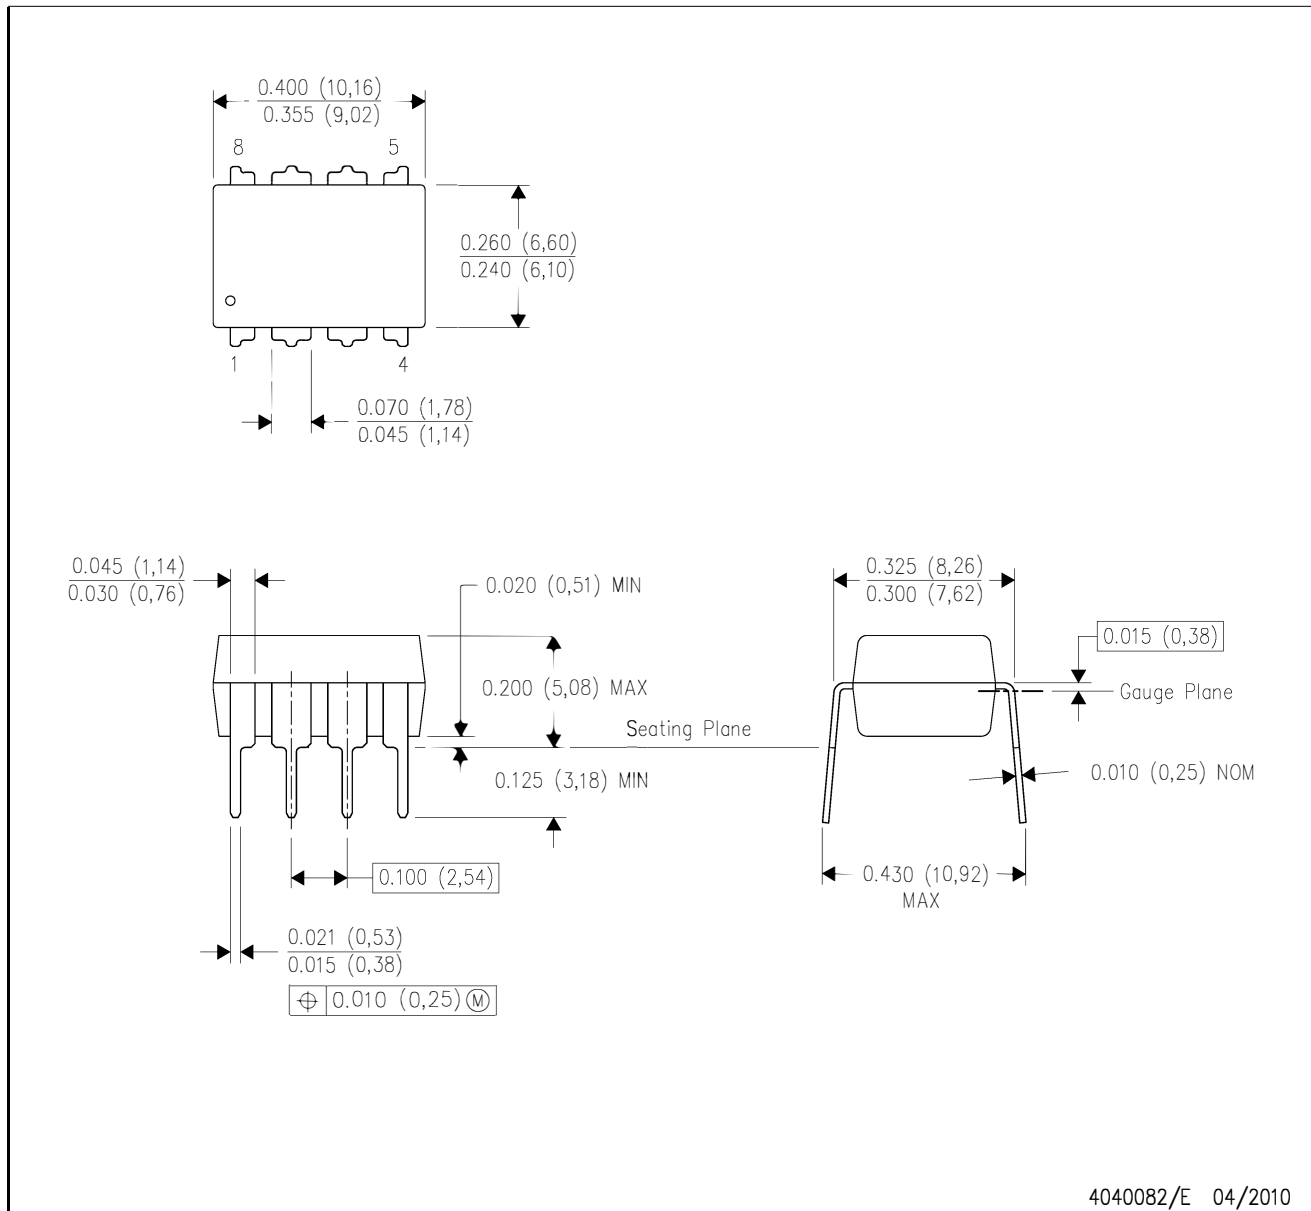 0.400 (10,16)
0.355 (9,02)
8
5
0.260 (6,60)
0.240 (6,10)
1
4
0.070 (1,78)
0.045 (1,14)
0.045 (1,14)
0.030 (0,76)
0.020 (0,51) MIN
0.325 (8,26)
0.300 (7,62)
0.015 (0,38)
0.200 (5,08) MAX
Gauge Plane
Seating Plane
0.125 (3,18) MIN
0.010 (0,25) NOM
0.100 (2,54)
0.430 (10,92)
MAX
0.021 (0,53)
0.015 (0,38)
⌖ 0.010 (0,25) Ⓜ
4040082/E 04/2010